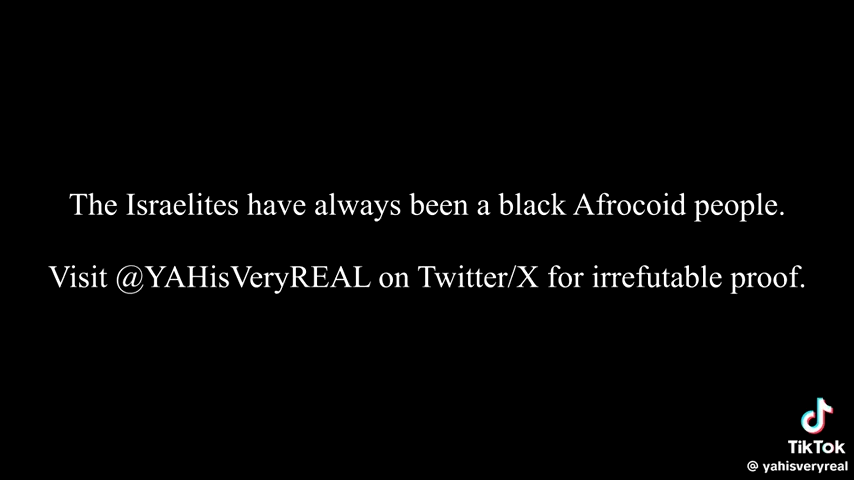 The Israelites have always been a black Afrocoid people.
Visit @YAHisVeryREAL on Twitter/X for irrefutable proof.
TikTok
@ yahisveryreal